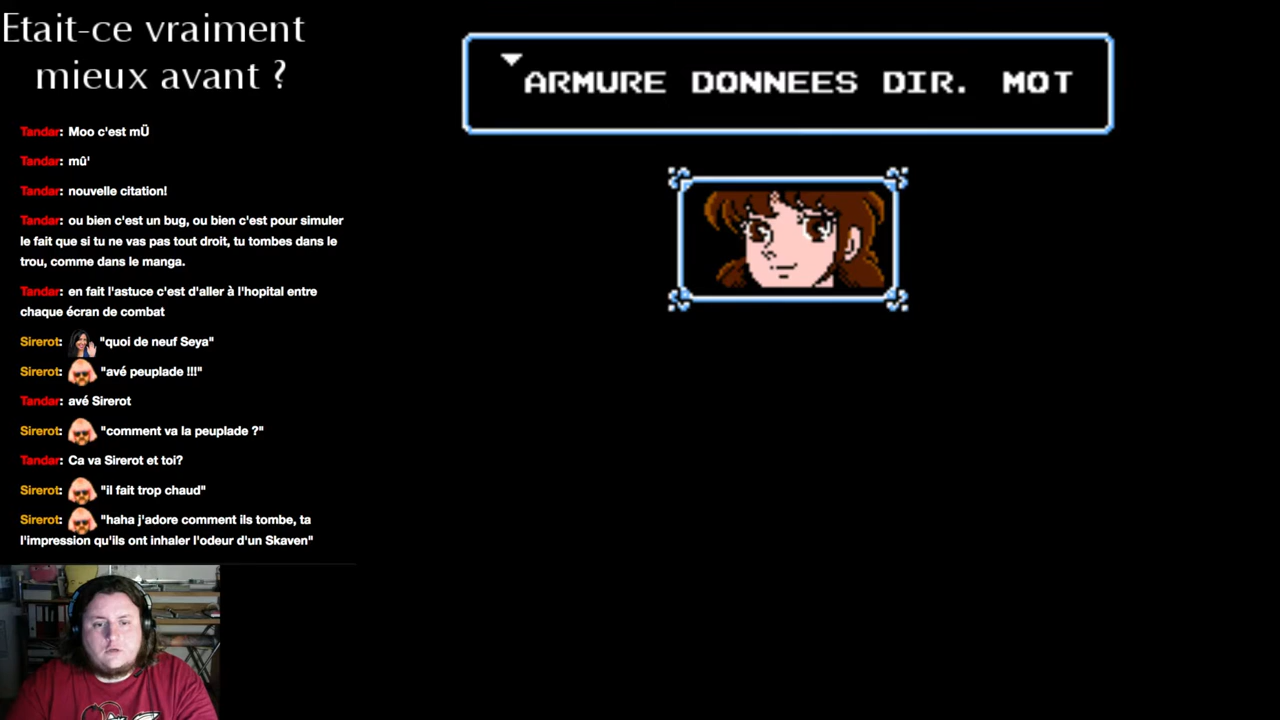 Etait-ce vraiment
mieux avant ?
Tandar: Moo c'est mÜ
Tandar: mû'
Tandar: nouvelle citation!
Tandar: ou bien c'est un bug, ou bien c'est pour simuler
le fait que si tu ne vas pas tout droit, tu tombes dans le
trou, comme dans le manga.
Tandar: en fait l'astuce c'est d'aller à l'hopital entre
chaque écran de combat
Sirerot: "quoi de neuf Seya"
Sirerot: "avé peuplade !!!"
Tandar: avé Sirerot
Sirerot: "comment va la peuplade ?"
Tandar: Ca va Sirerot et toi?
Sirerot: "il fait trop chaud"
Sirerot: "haha j'adore comment ils tombe, ta
l'impression qu'ils ont inhaler l'odeur d'un Skaven"
ARMURE DONNEES DIR. MOT